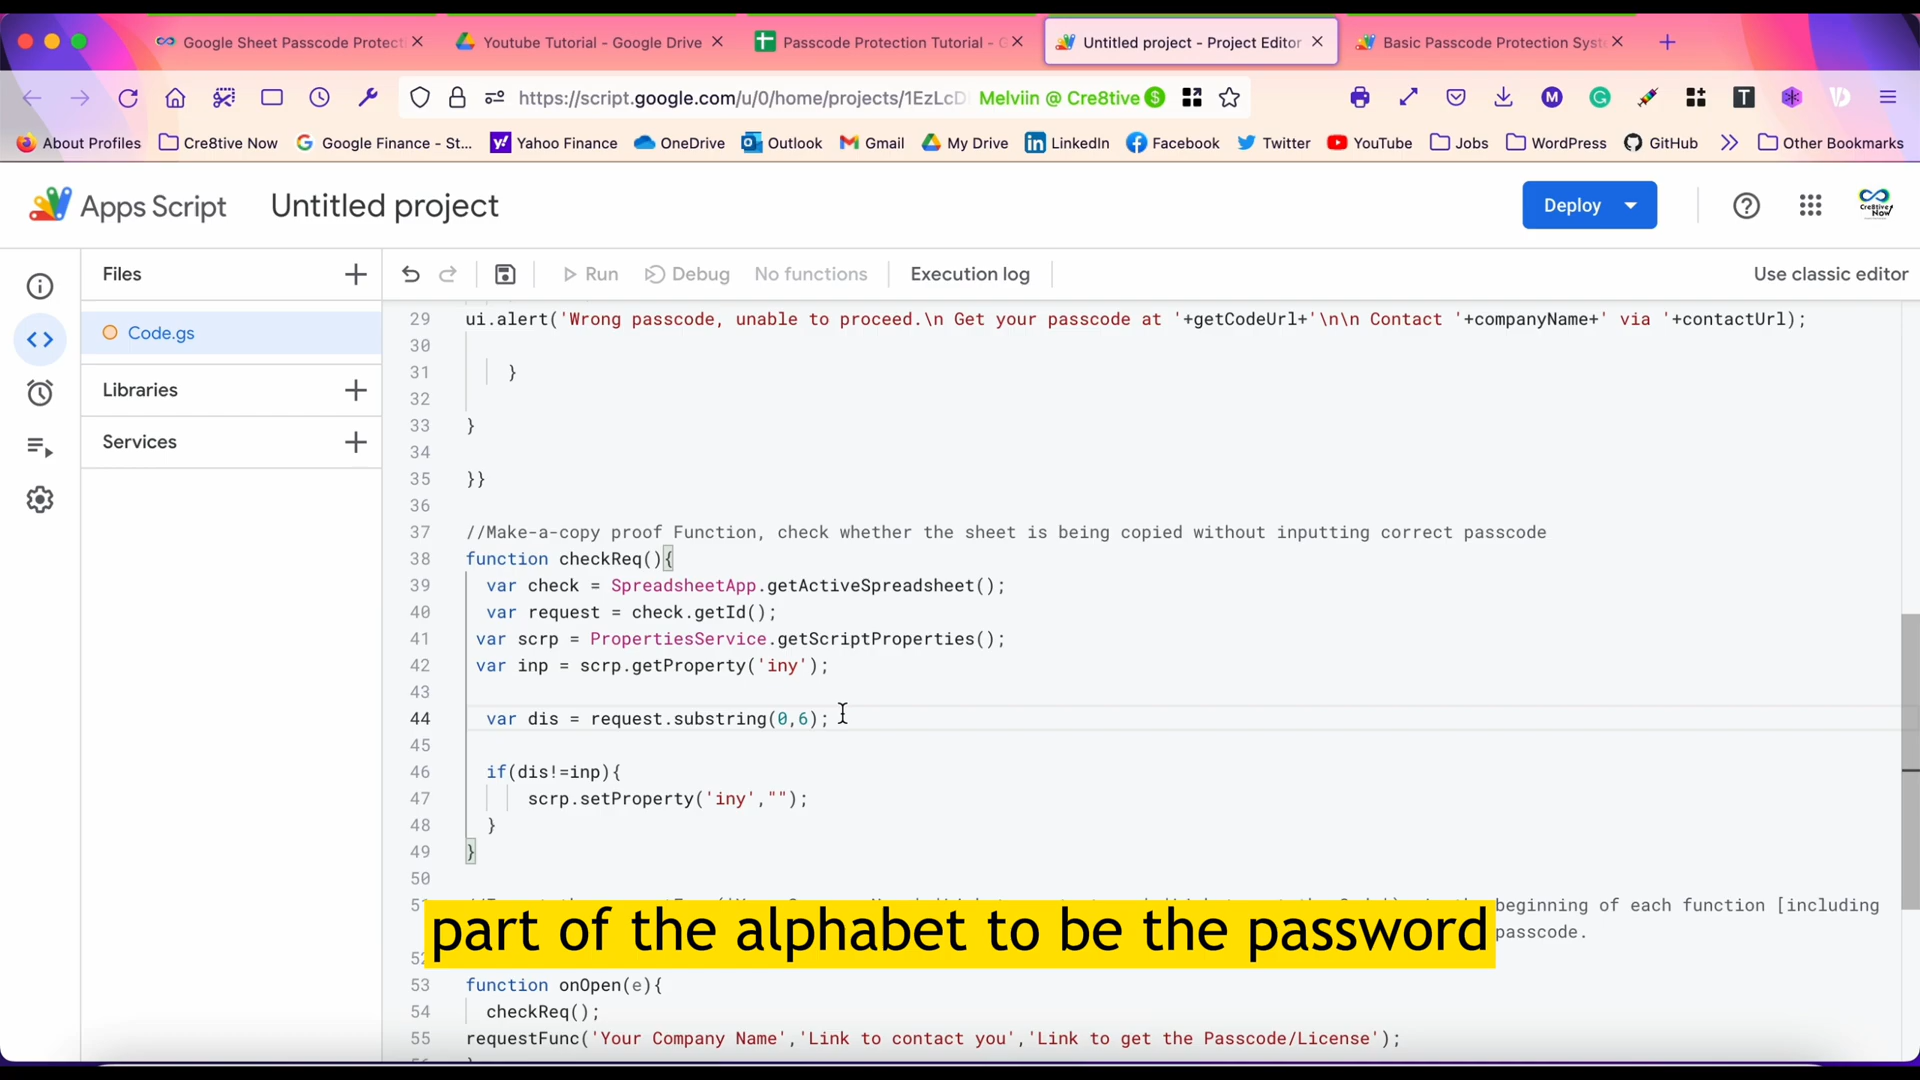 Google Sheet Passcode Protect
Youtube Tutorial - Google Drive
Passcode Protection Tutorial - G
Untitled project - Project Editor
Basic Passcode Protection Syst
https://script.google.com/u/0/home/projects/1EzLcD
Melviin @ Cre8tive
About Profiles
Cre8tive Now
Google Finance - St...
Yahoo Finance
OneDrive
Outlook
Gmail
My Drive
LinkedIn
Facebook
Twitter
YouTube
Jobs
WordPress
GitHub
Other Bookmarks
Apps Script
Untitled project
Deploy
Cre8tive
Now
Files
Run
Debug
No functions
Execution log
Use classic editor
Code.gs
Libraries
Services
29 ui.alert('Wrong passcode, unable to proceed.\n Get your passcode at '+getCodeUrl+'\n\n Contact '+companyName+' via '+contactUrl);
30
31 }
32
33 }
34
35 }}
36
37 //Make-a-copy proof Function, check whether the sheet is being copied without inputting correct passcode
38 function checkReq(){
39 var check = SpreadsheetApp.getActiveSpreadsheet();
40 var request = check.getId();
41 var scrp = PropertiesService.getScriptProperties();
42 var inp = scrp.getProperty('iny');
43
44 var dis = request.substring(0,6);
45
46 if(dis!=inp){
47 scrp.setProperty('iny',"");
48 }
49 }
50
beginning of each function [including
passcode.
part of the alphabet to be the password
53 function onOpen(e){
54 checkReq();
55 requestFunc('Your Company Name','Link to contact you','Link to get the Passcode/License');